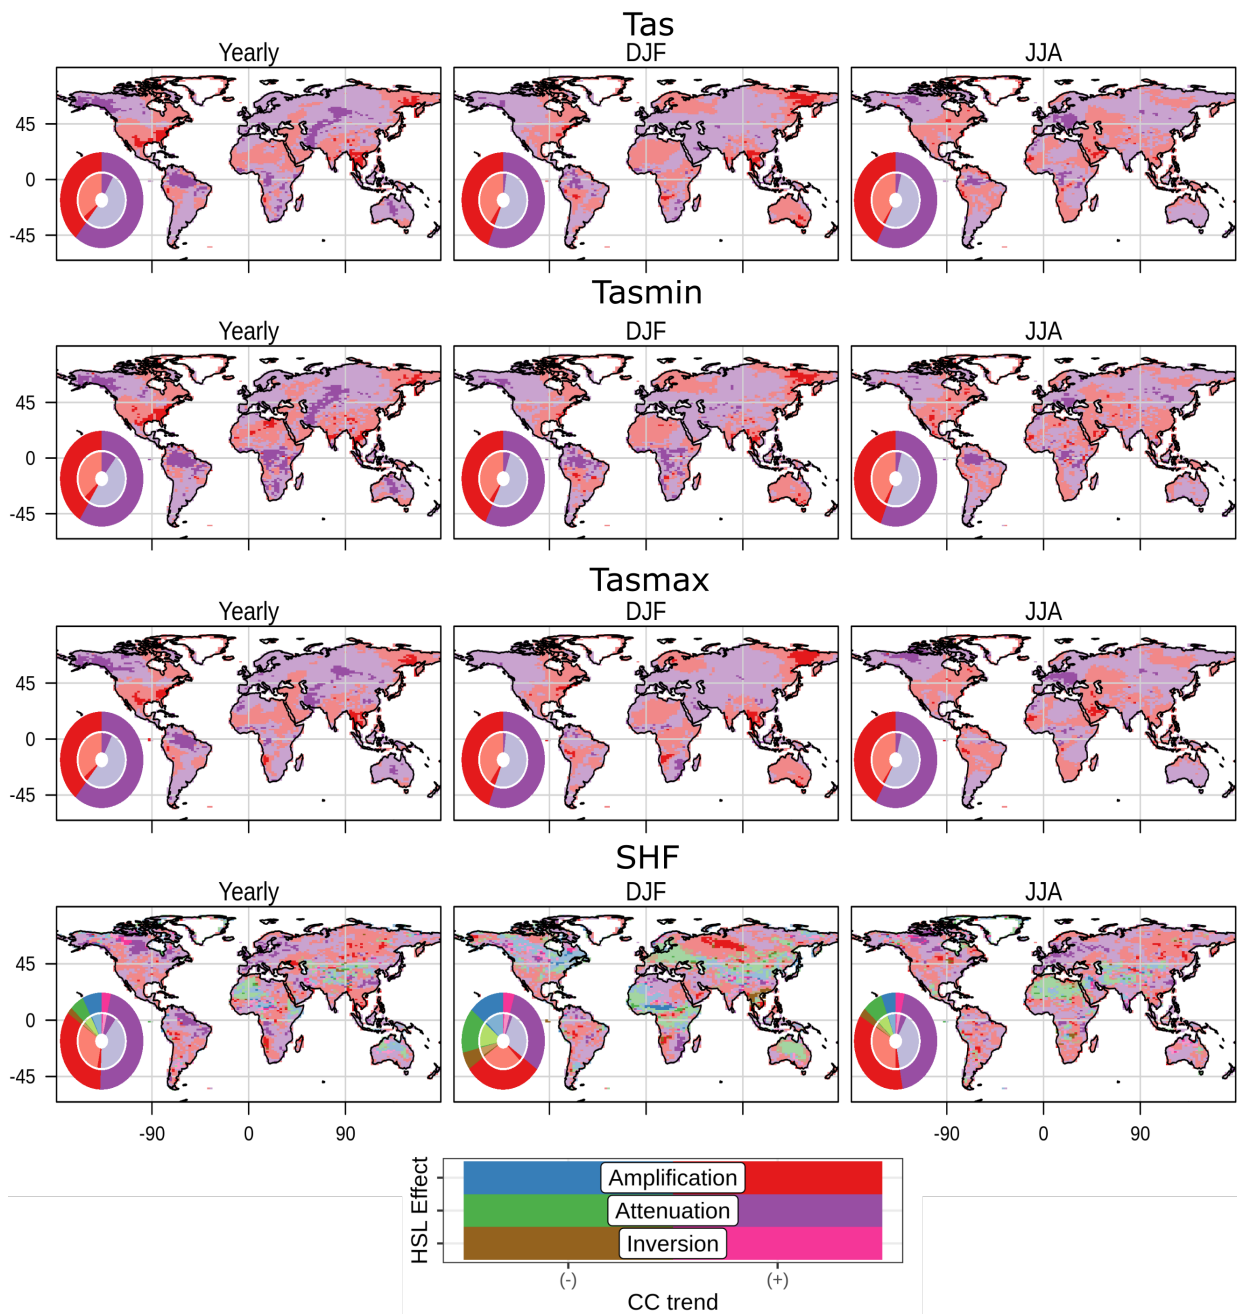 Tas
Yearly DJF JJA
45
0
-45
Tasmin
Yearly DJF JJA
45
0
-45
Tasmax
Yearly DJF JJA
45
0
-45
SHF
Yearly DJF JJA
45
0
-45
-90 0 90 -90 0 90
HSL Effect
Amplification
Attenuation
Inversion
(-) (+)
CC trend